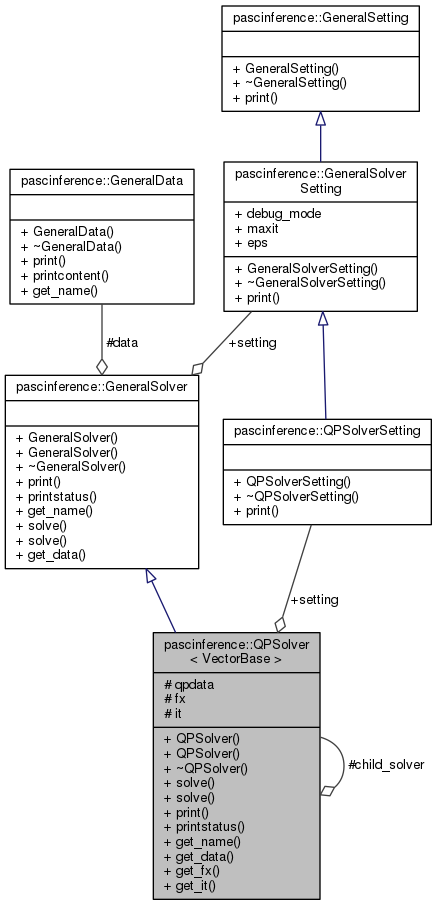 pascinference::GeneralSetting
+ GeneralSetting()
+ ~GeneralSetting()
+ print()
pascinference::GeneralSolver
Setting
+ debug_mode
+ maxit
+ eps
+ GeneralSolverSetting()
+ ~GeneralSolverSetting()
+ print()
pascinference::GeneralData
+ GeneralData()
+ ~GeneralData()
+ print()
+ printcontent()
+ get_name()
#data
+setting
pascinference::GeneralSolver
+ GeneralSolver()
+ GeneralSolver()
+ ~GeneralSolver()
+ print()
+ printstatus()
+ get_name()
+ solve()
+ solve()
+ get_data()
pascinference::QPSolverSetting
+ QPSolverSetting()
+ ~QPSolverSetting()
+ print()
+setting
pascinference::QPSolver
< VectorBase >
# qpdata
# fx
# it
+ QPSolver()
+ QPSolver()
+ ~QPSolver()
+ solve()
+ solve()
+ print()
+ printstatus()
+ get_name()
+ get_data()
+ get_fx()
+ get_it()
#child_solver